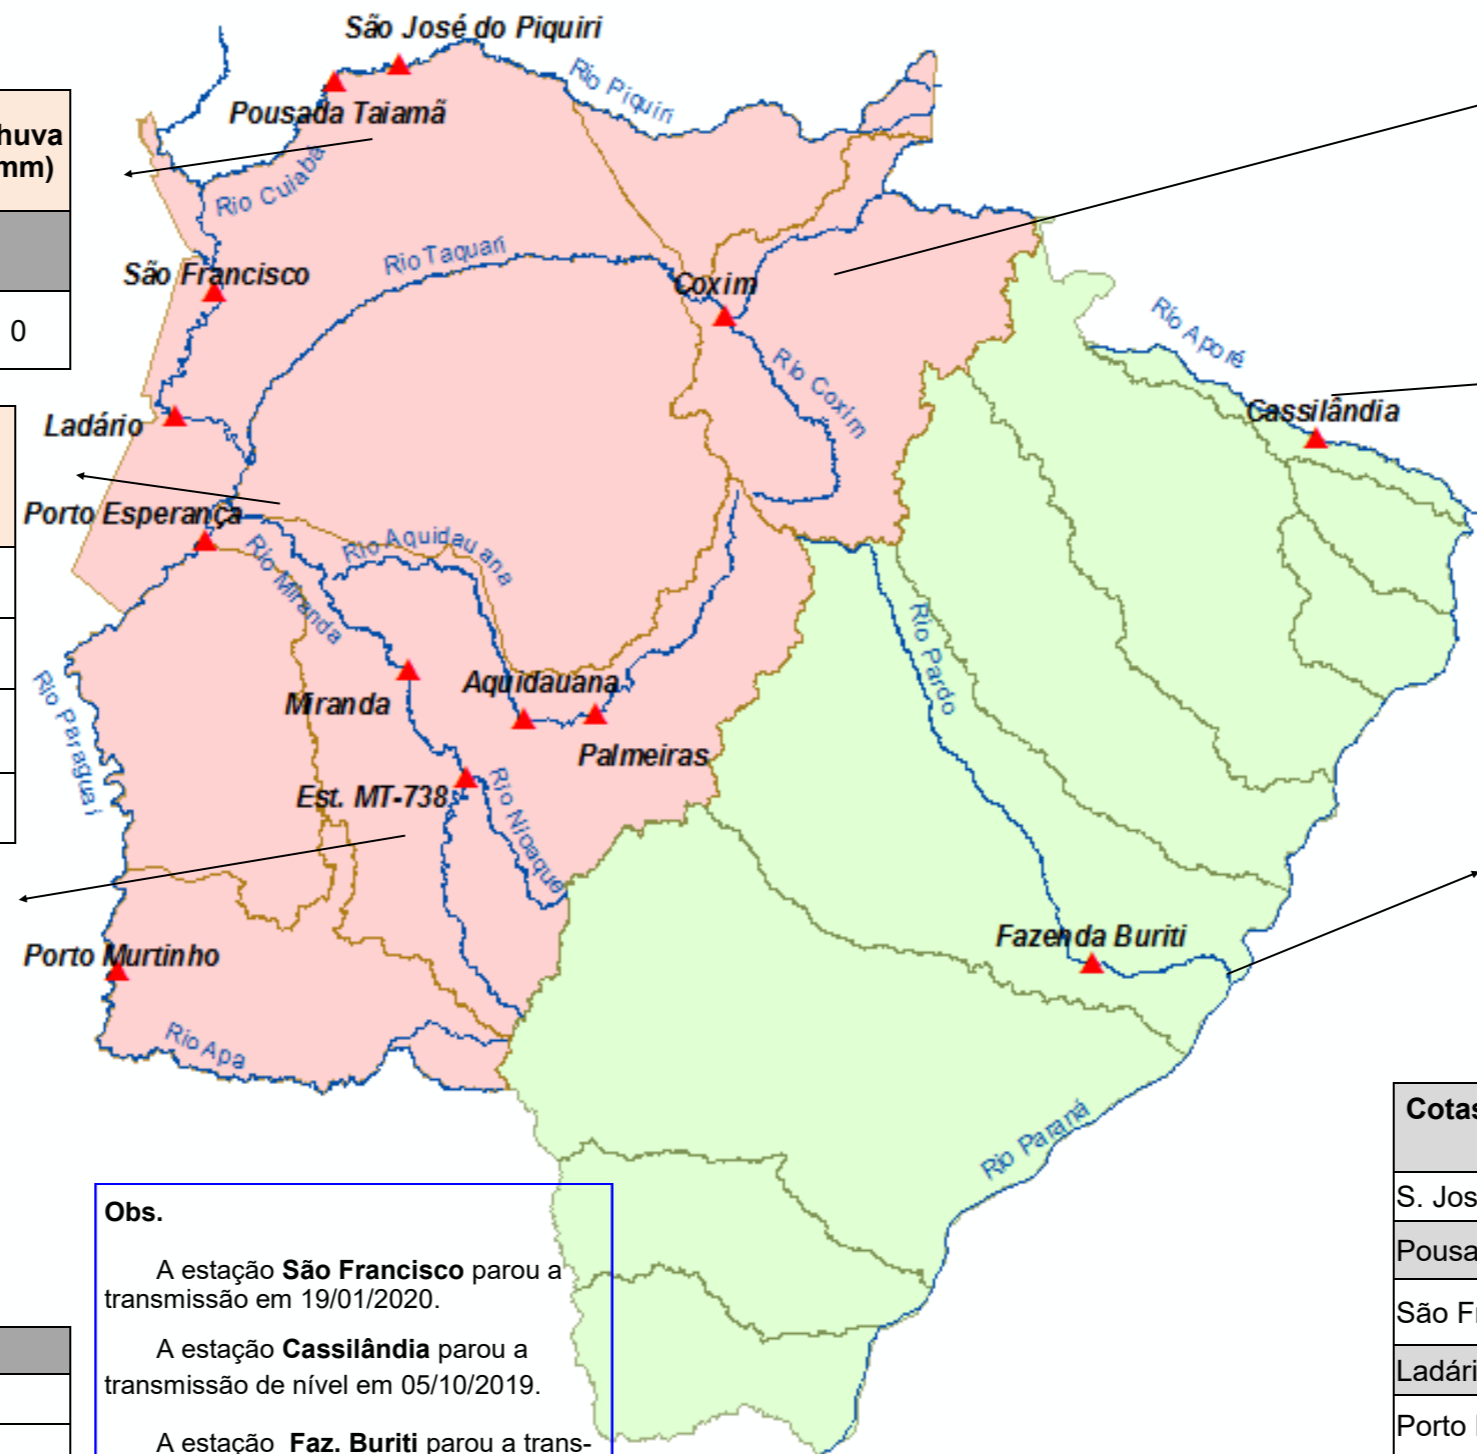 São José do Piquiri
Rio Piquiri
Pousada Taiamã
huva
mm)
Rio Cuiabá
Rio Taquari
São Francisco
Coxim
0
Rio Aporé
Rio Coxim
Cassilândia
Ladário
Porto Esperança
Rio Aquidauana
Rio Miranda
Rio Pardo
Rio Paraguai
Miranda
Aquidauana
Palmeiras
Est. MT-738
Rio Nioaque
Fazenda Buriti
Porto Murtinho
Rio Apa
Rio Paraná
Cotas
S. Jos
Pousa
São Fr
Ladári
Porto
Obs.
A estação São Francisco parou a
transmissão em 19/01/2020.
A estação Cassilândia parou a
transmissão de nível em 05/10/2019.
A estação Faz. Buriti parou a trans-